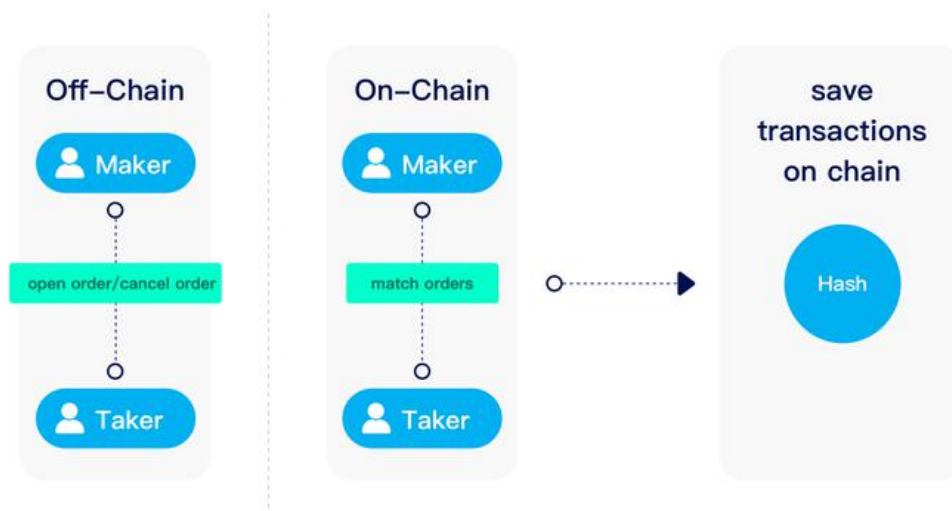 Off-Chain
Maker
open order/cancel order
Taker
On-Chain
Maker
match orders
Taker
save
transactions
on chain
Hash